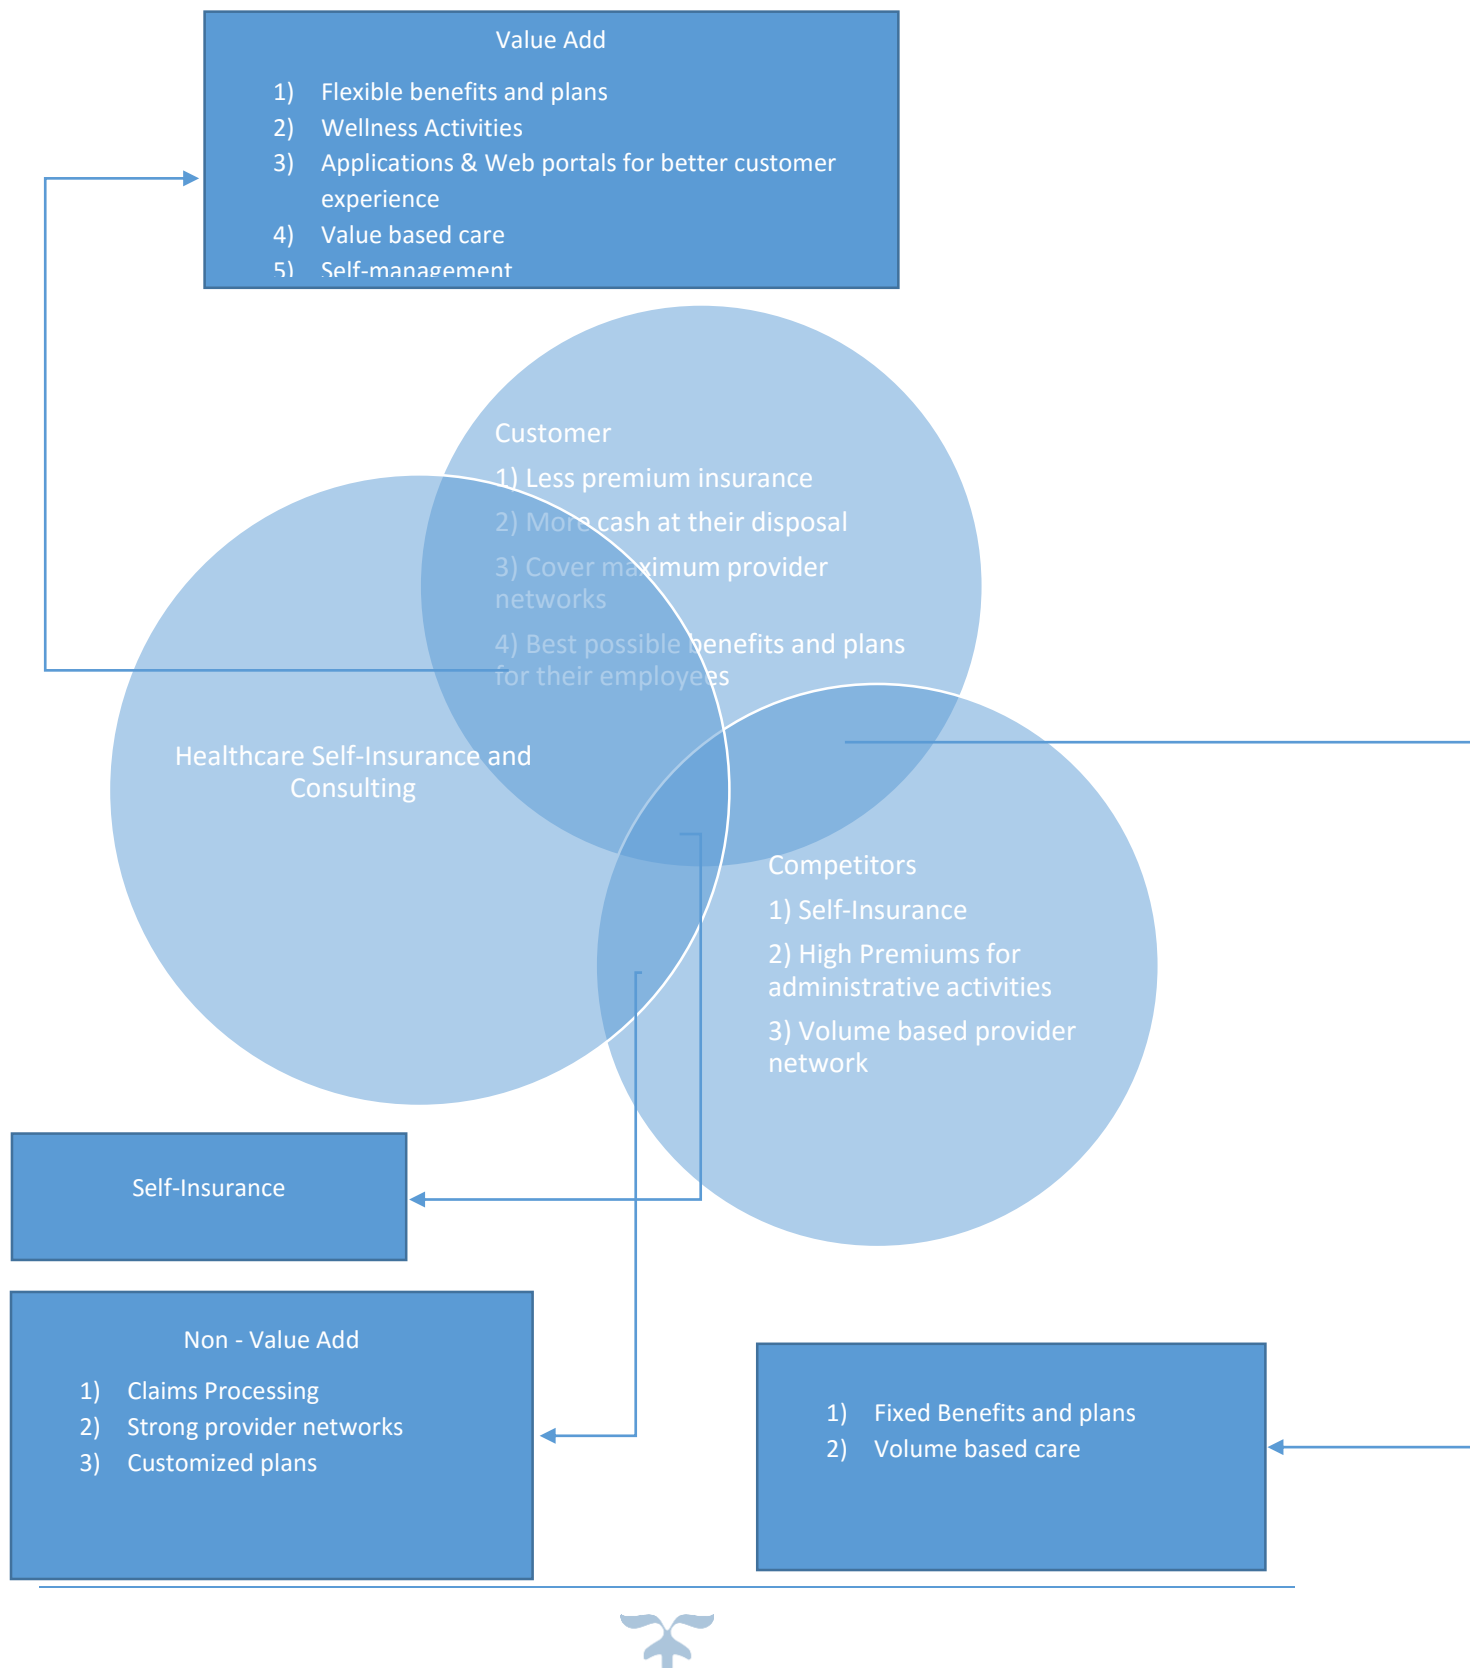 Value Add
1) Flexible benefits and plans
2) Wellness Activities
3) Applications & Web portals for better customer
experience
4) Value based care
5) Self-management
Customer
1) Less premium insurance
2) More cash at their disposal
3) Cover maximum provider
networks
4) Best possible benefits and plans
for their employees
Healthcare Self-Insurance and
Consulting
Competitors
1) Self-Insurance
2) High Premiums for
administrative activities
3) Volume based provider
network
Self-Insurance
Non - Value Add
1) Claims Processing
2) Strong provider networks
3) Customized plans
1) Fixed Benefits and plans
2) Volume based care